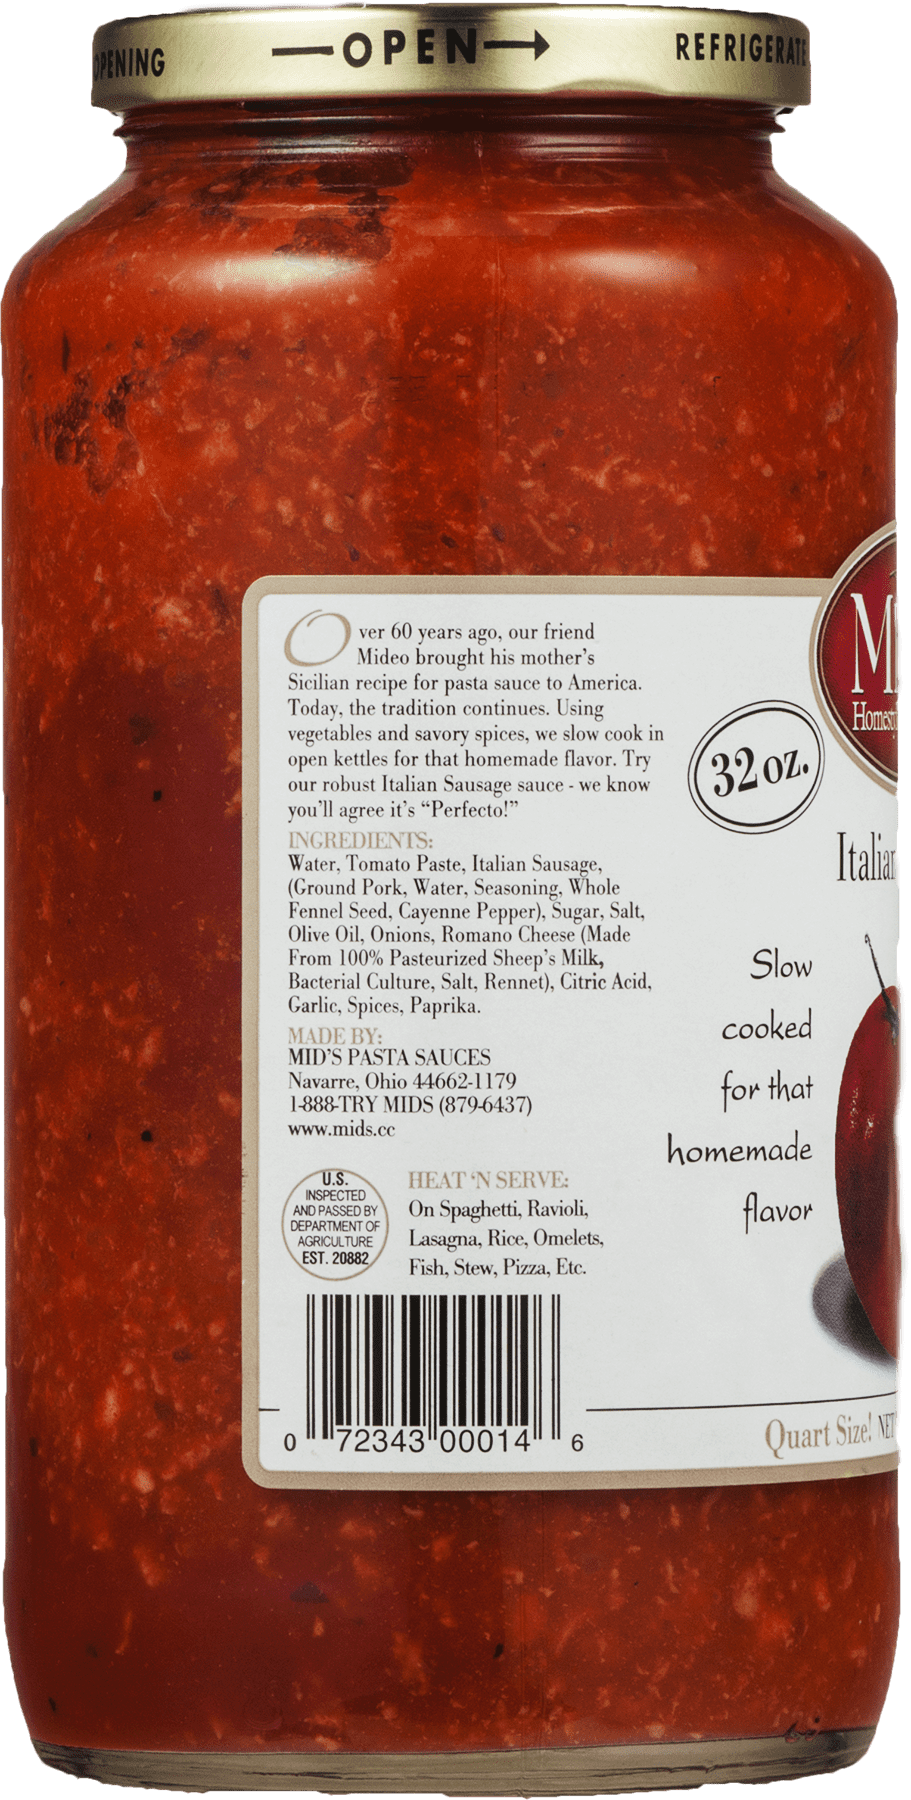 OPENING
OPEN
REFRIGERATE
Over 60 years ago, our friend
Mideo brought his mother's
Sicilian recipe for pasta sauce to America.
Today, the tradition continues. Using
vegetables and savory spices, we slow cook in
open kettles for that homemade flavor. Try
our robust Italian Sausage sauce - we know
you'll agree it's “Perfecto!”
INGREDIENTS:
Water, Tomato Paste, Italian Sausage,
(Ground Pork, Water, Seasoning, Whole
Fennel Seed, Cayenne Pepper), Sugar, Salt,
Olive Oil, Onions, Romano Cheese (Made
From 100% Pasteurized Sheep's Milk,
Bacterial Culture, Salt, Rennet), Citric Acid,
Garlic, Spices, Paprika.
MADE BY:
MID'S PASTA SAUCES
Navarre, Ohio 44662-1179
1-888-TRY MIDS (879-6437)
www.mids.cc
U.S.
INSPECTED
AND PASSED BY
DEPARTMENT OF
AGRICULTURE
EST. 20882
HEAT ‘N SERVE:
On Spaghetti, Ravioli,
Lasagna, Rice, Omelets,
Fish, Stew, Pizza, Etc.
0 72343 00014 6
32 oz.
Italian
Slow
cooked
for that
homemade
flavor
Quart Size! NET